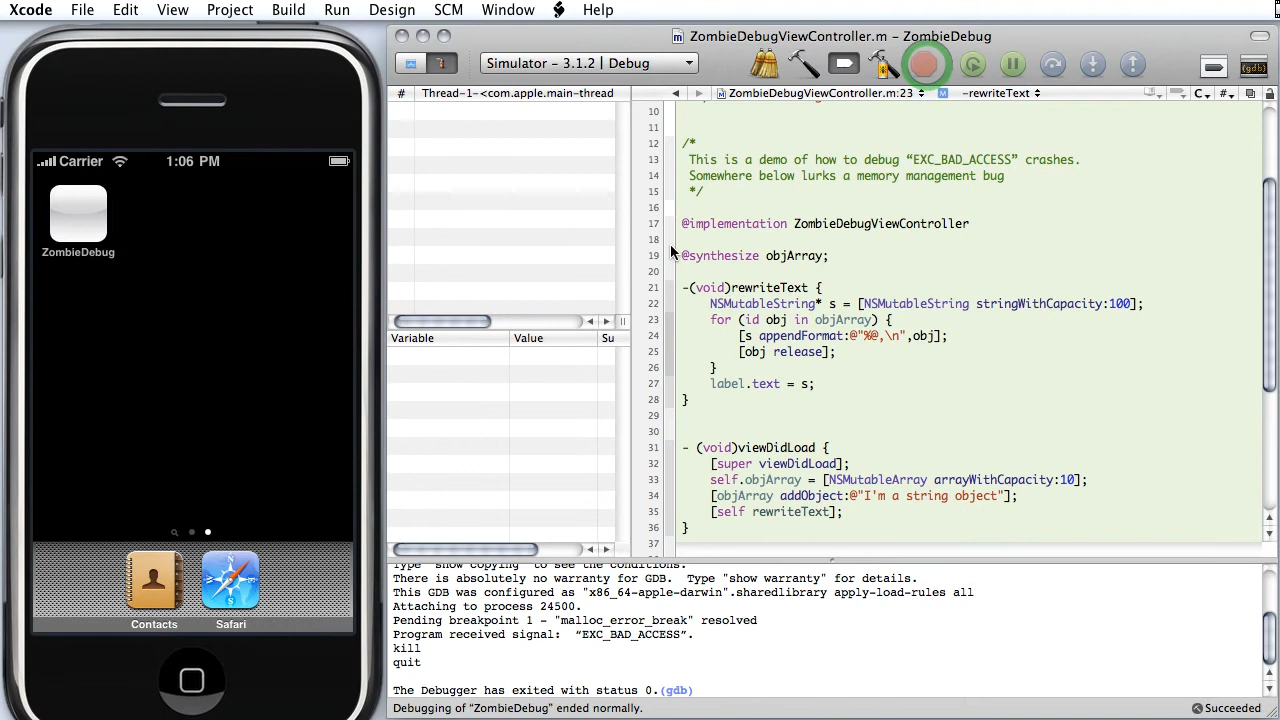 Xcode File Edit View Project Build Run Design SCM Window Help
ZombieDebugViewController.m - ZombieDebug
Simulator - 3.1.2 | Debug
(gdb)
# Thread-1-<com.apple.main-thread
ZombieDebugViewController.m:23 M -rewriteText C #
Carrier 1:06 PM
ZombieDebug
Contacts Safari
Variable Value Su
10
11
12 /*
13 This is a demo of how to debug “EXC_BAD_ACCESS” crashes.
14 Somewhere below lurks a memory management bug
15 */
16
17 @implementation ZombieDebugViewController
18
19 @synthesize objArray;
20
21 -(void)rewriteText {
22 NSMutableString* s = [NSMutableString stringWithCapacity:100];
23 for (id obj in objArray) {
24 [s appendFormat:@"%@,\n",obj];
25 [obj release];
26 }
27 label.text = s;
28 }
29
30
31 - (void)viewDidLoad {
32 [super viewDidLoad];
33 self.objArray = [NSMutableArray arrayWithCapacity:10];
34 [objArray addObject:@"I'm a string object"];
35 [self rewriteText];
36 }
37
Type "show copying" to see the conditions.
There is absolutely no warranty for GDB. Type "show warranty" for details.
This GDB was configured as "x86_64-apple-darwin".sharedlibrary apply-load-rules all
Attaching to process 24500.
Pending breakpoint 1 - "malloc_error_break" resolved
Program received signal: “EXC_BAD_ACCESS”.
kill
quit
The Debugger has exited with status 0.(gdb)
Debugging of “ZombieDebug” ended normally. Succeeded